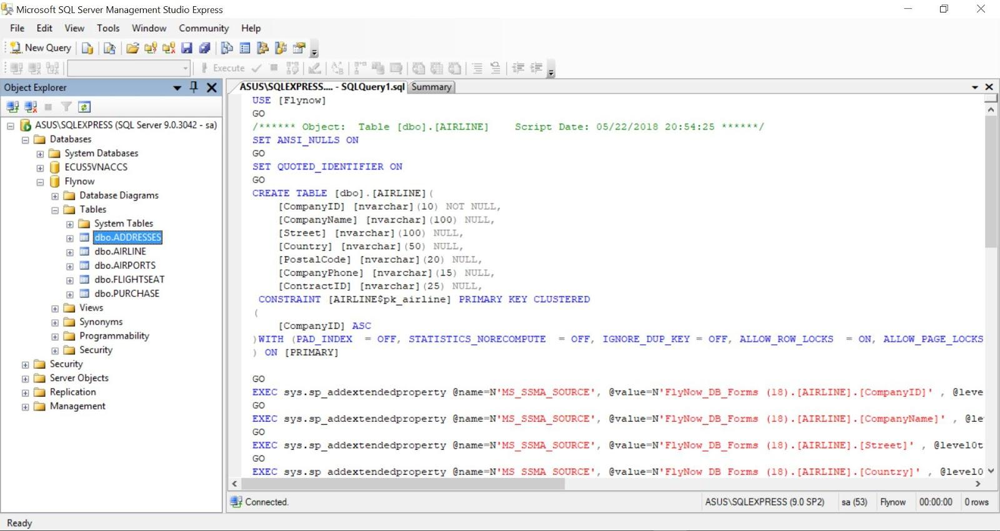 Microsoft SQL Server Management Studio Express
File Edit View Tools Window Community Help
New Query
Execute
Object Explorer
ASUS\SQLEXPRESS (SQL Server 9.0.3042 - sa)
Databases
System Databases
ECUS5VNACCS
Flynow
Database Diagrams
Tables
System Tables
dbo.ADDRESSES
dbo.AIRLINE
dbo.AIRPORTS
dbo.FLIGHTSEAT
dbo.PURCHASE
Views
Synonyms
Programmability
Security
Security
Server Objects
Replication
Management
ASUS\SQLEXPRESS.... - SQLQuery1.sql Summary
USE [Flynow]
GO
/****** Object:  Table [dbo].[AIRLINE]    Script Date: 05/22/2018 20:54:25 ******/
SET ANSI_NULLS ON
GO
SET QUOTED_IDENTIFIER ON
GO
CREATE TABLE [dbo].[AIRLINE](
[CompanyID] [nvarchar](10) NOT NULL,
[CompanyName] [nvarchar](100) NULL,
[Street] [nvarchar](100) NULL,
[Country] [nvarchar](50) NULL,
[PostalCode] [nvarchar](20) NULL,
[CompanyPhone] [nvarchar](15) NULL,
[ContractID] [nvarchar](25) NULL,
CONSTRAINT [AIRLINE$pk_airline] PRIMARY KEY CLUSTERED
(
[CompanyID] ASC
)WITH (PAD_INDEX  = OFF, STATISTICS_NORECOMPUTE  = OFF, IGNORE_DUP_KEY = OFF, ALLOW_ROW_LOCKS  = ON, ALLOW_PAGE_LOCKS
) ON [PRIMARY]
GO
EXEC sys.sp_addextendedproperty @name=N'MS_SSMA_SOURCE', @value=N'FlyNow_DB_Forms (18).[AIRLINE].[CompanyID]' , @leve
GO
EXEC sys.sp_addextendedproperty @name=N'MS_SSMA_SOURCE', @value=N'FlyNow_DB_Forms (18).[AIRLINE].[CompanyName]' , @le
GO
EXEC sys.sp_addextendedproperty @name=N'MS_SSMA_SOURCE', @value=N'FlyNow_DB_Forms (18).[AIRLINE].[Street]' , @level0t
GO
EXEC sys.sp_addextendedproperty @name=N'MS_SSMA_SOURCE', @value=N'FlyNow_DB_Forms (18).[AIRLINE].[Country]' , @level0
Connected. ASUS\SQLEXPRESS (9.0 SP2) sa (53) Flynow 00:00:00 0 rows
Ready